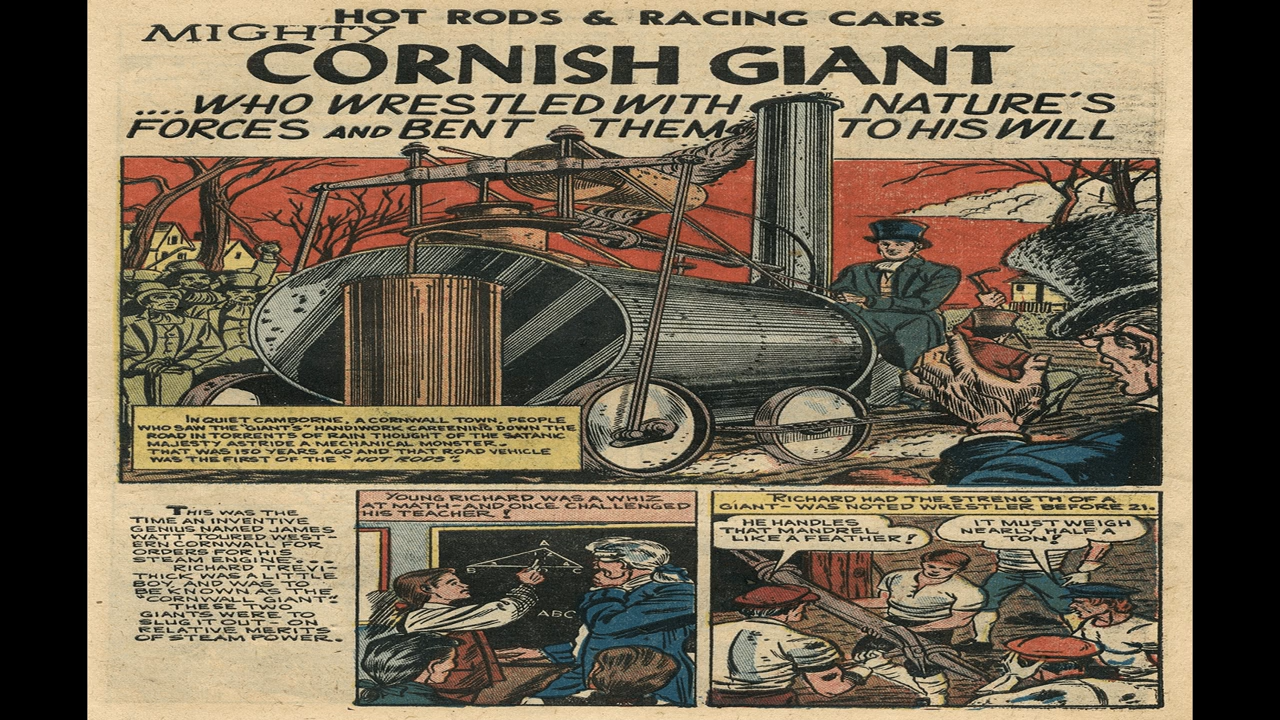 HOT RODS & RACING CARS
MIGHTY
CORNISH GIANT
....WHO WRESTLED WITH NATURE'S
FORCES AND BENT THEM TO HIS WILL
IN QUIET CAMBORNE, A CORNWALL TOWN, PEOPLE
WHO SAW THE "GIANT'S" HANDIWORK CAREENING DOWN THE
ROAD IN TORRENTS OF RAIN THOUGHT OF THE SATANIC
MAJESTY ASTRIDE A MECHANICAL MONSTER...
THAT WAS 150 YEARS AGO AND THAT ROAD VEHICLE
WAS THE FIRST OF THE "HOT RODS".
THIS WAS THE
TIME AN INVENTIVE
GENIUS NAMED JAMES
WATT TOURED WEST-
ERN CORNWALL FOR
ORDERS FOR HIS
STEAM ENGINE....
RICHARD TREVI-
THICK WAS A LITTLE
BOY, AND WAS TO
BE KNOWN AS THE
"CORNWALL GIANT".
THESE TWO
GIANTS WERE TO
SLUG IT OUT ON
RELATIVE MERITS
OF STEAM POWER.
YOUNG RICHARD WAS A WHIZ
AT MATH—AND ONCE CHALLENGED
HIS TEACHER!
A
B C
ABC
RICHARD HAD THE STRENGTH OF A
GIANT—WAS NOTED WRESTLER BEFORE 21.
HE HANDLES
THAT MANDREL
LIKE A FEATHER!
IT MUST WEIGH
NEARLY HALF A
TON!